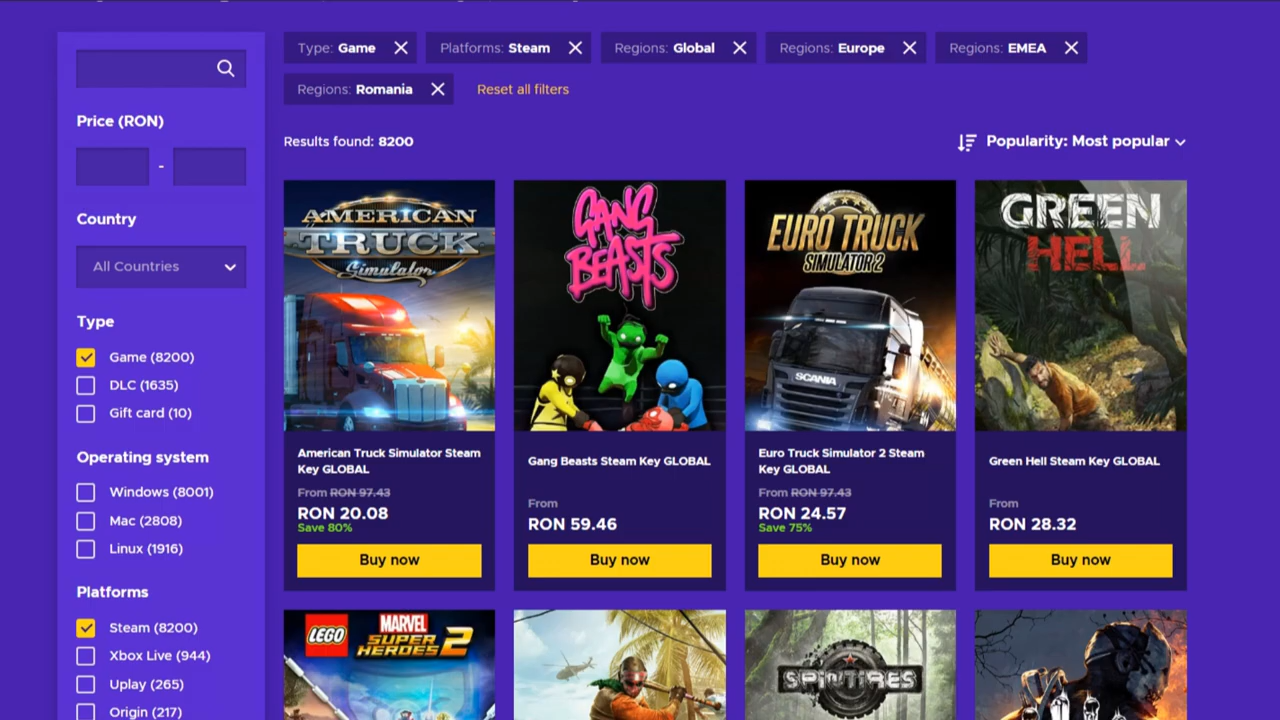 Type: Game
Platforms: Steam
Regions: Global
Regions: Europe
Regions: EMEA
Regions: Romania
Reset all filters
Results found: 8200
Popularity: Most popular
Price (RON)
-
Country
All Countries
Type
Game (8200)
DLC (1635)
Gift card (10)
Operating system
Windows (8001)
Mac (2808)
Linux (1916)
Platforms
Steam (8200)
Xbox Live (944)
Uplay (265)
Origin (217)
AMERICAN
TRUCK
Simulator
American Truck Simulator Steam
Key GLOBAL
From RON 97.43
RON 20.08
Save 80%
Buy now
GANG
BEASTS
Gang Beasts Steam Key GLOBAL
From
RON 59.46
Buy now
EURO TRUCK
SIMULATOR 2
SCANIA
Euro Truck Simulator 2 Steam
Key GLOBAL
From RON 97.43
RON 24.57
Save 75%
Buy now
GREEN
HELL
Green Hell Steam Key GLOBAL
From
RON 28.32
Buy now
LEGO
MARVEL
SUPER
HEROES 2
SPINTIRES